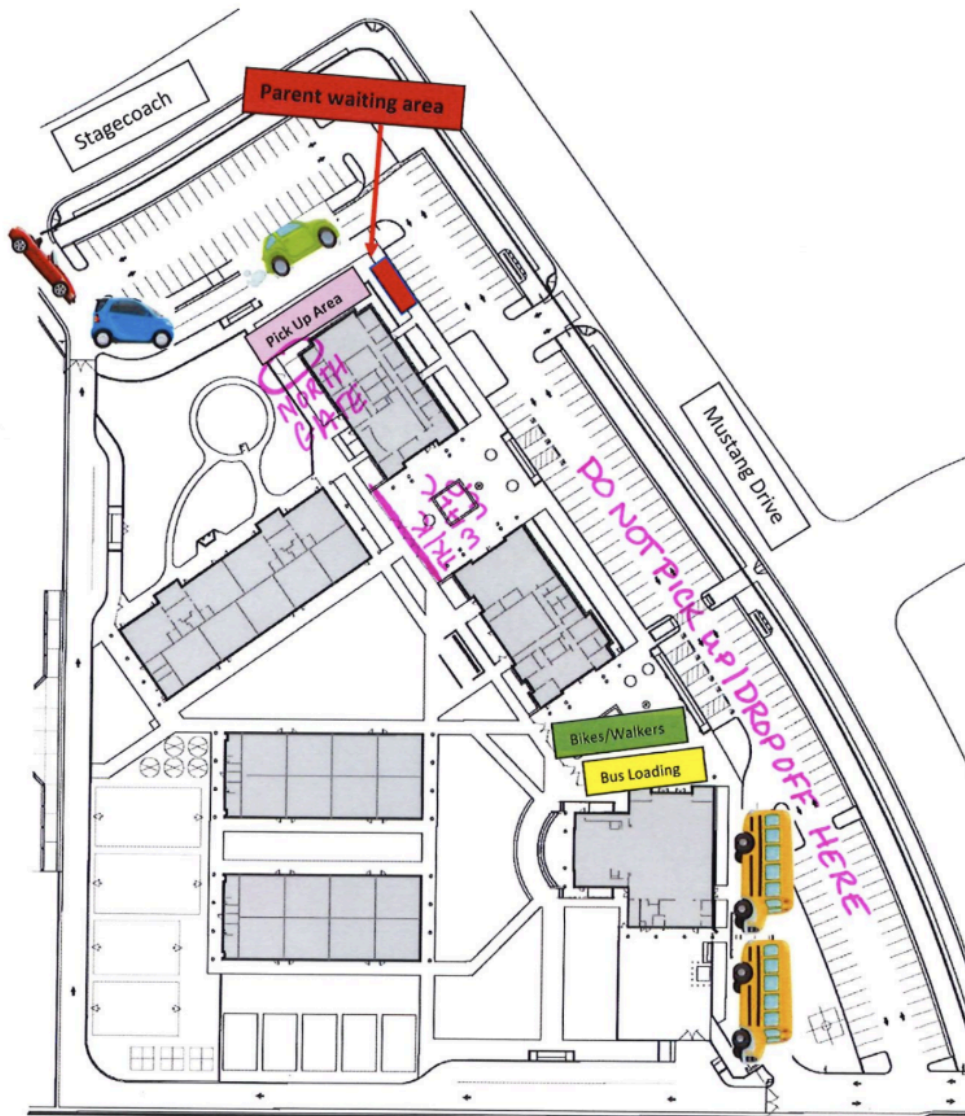 Stagecoach
Parent waiting area
Pick Up Area
NORTH
GATE
Mustang Drive
TK/K
DO NOT PICK UP/DROP OFF HERE
Bikes/Walkers
Bus Loading